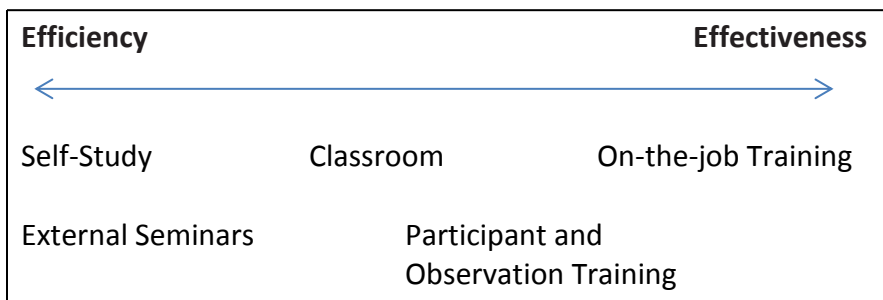 Efficiency Effectiveness
Self-Study Classroom On-the-job Training
External Seminars Participant and
Observation Training